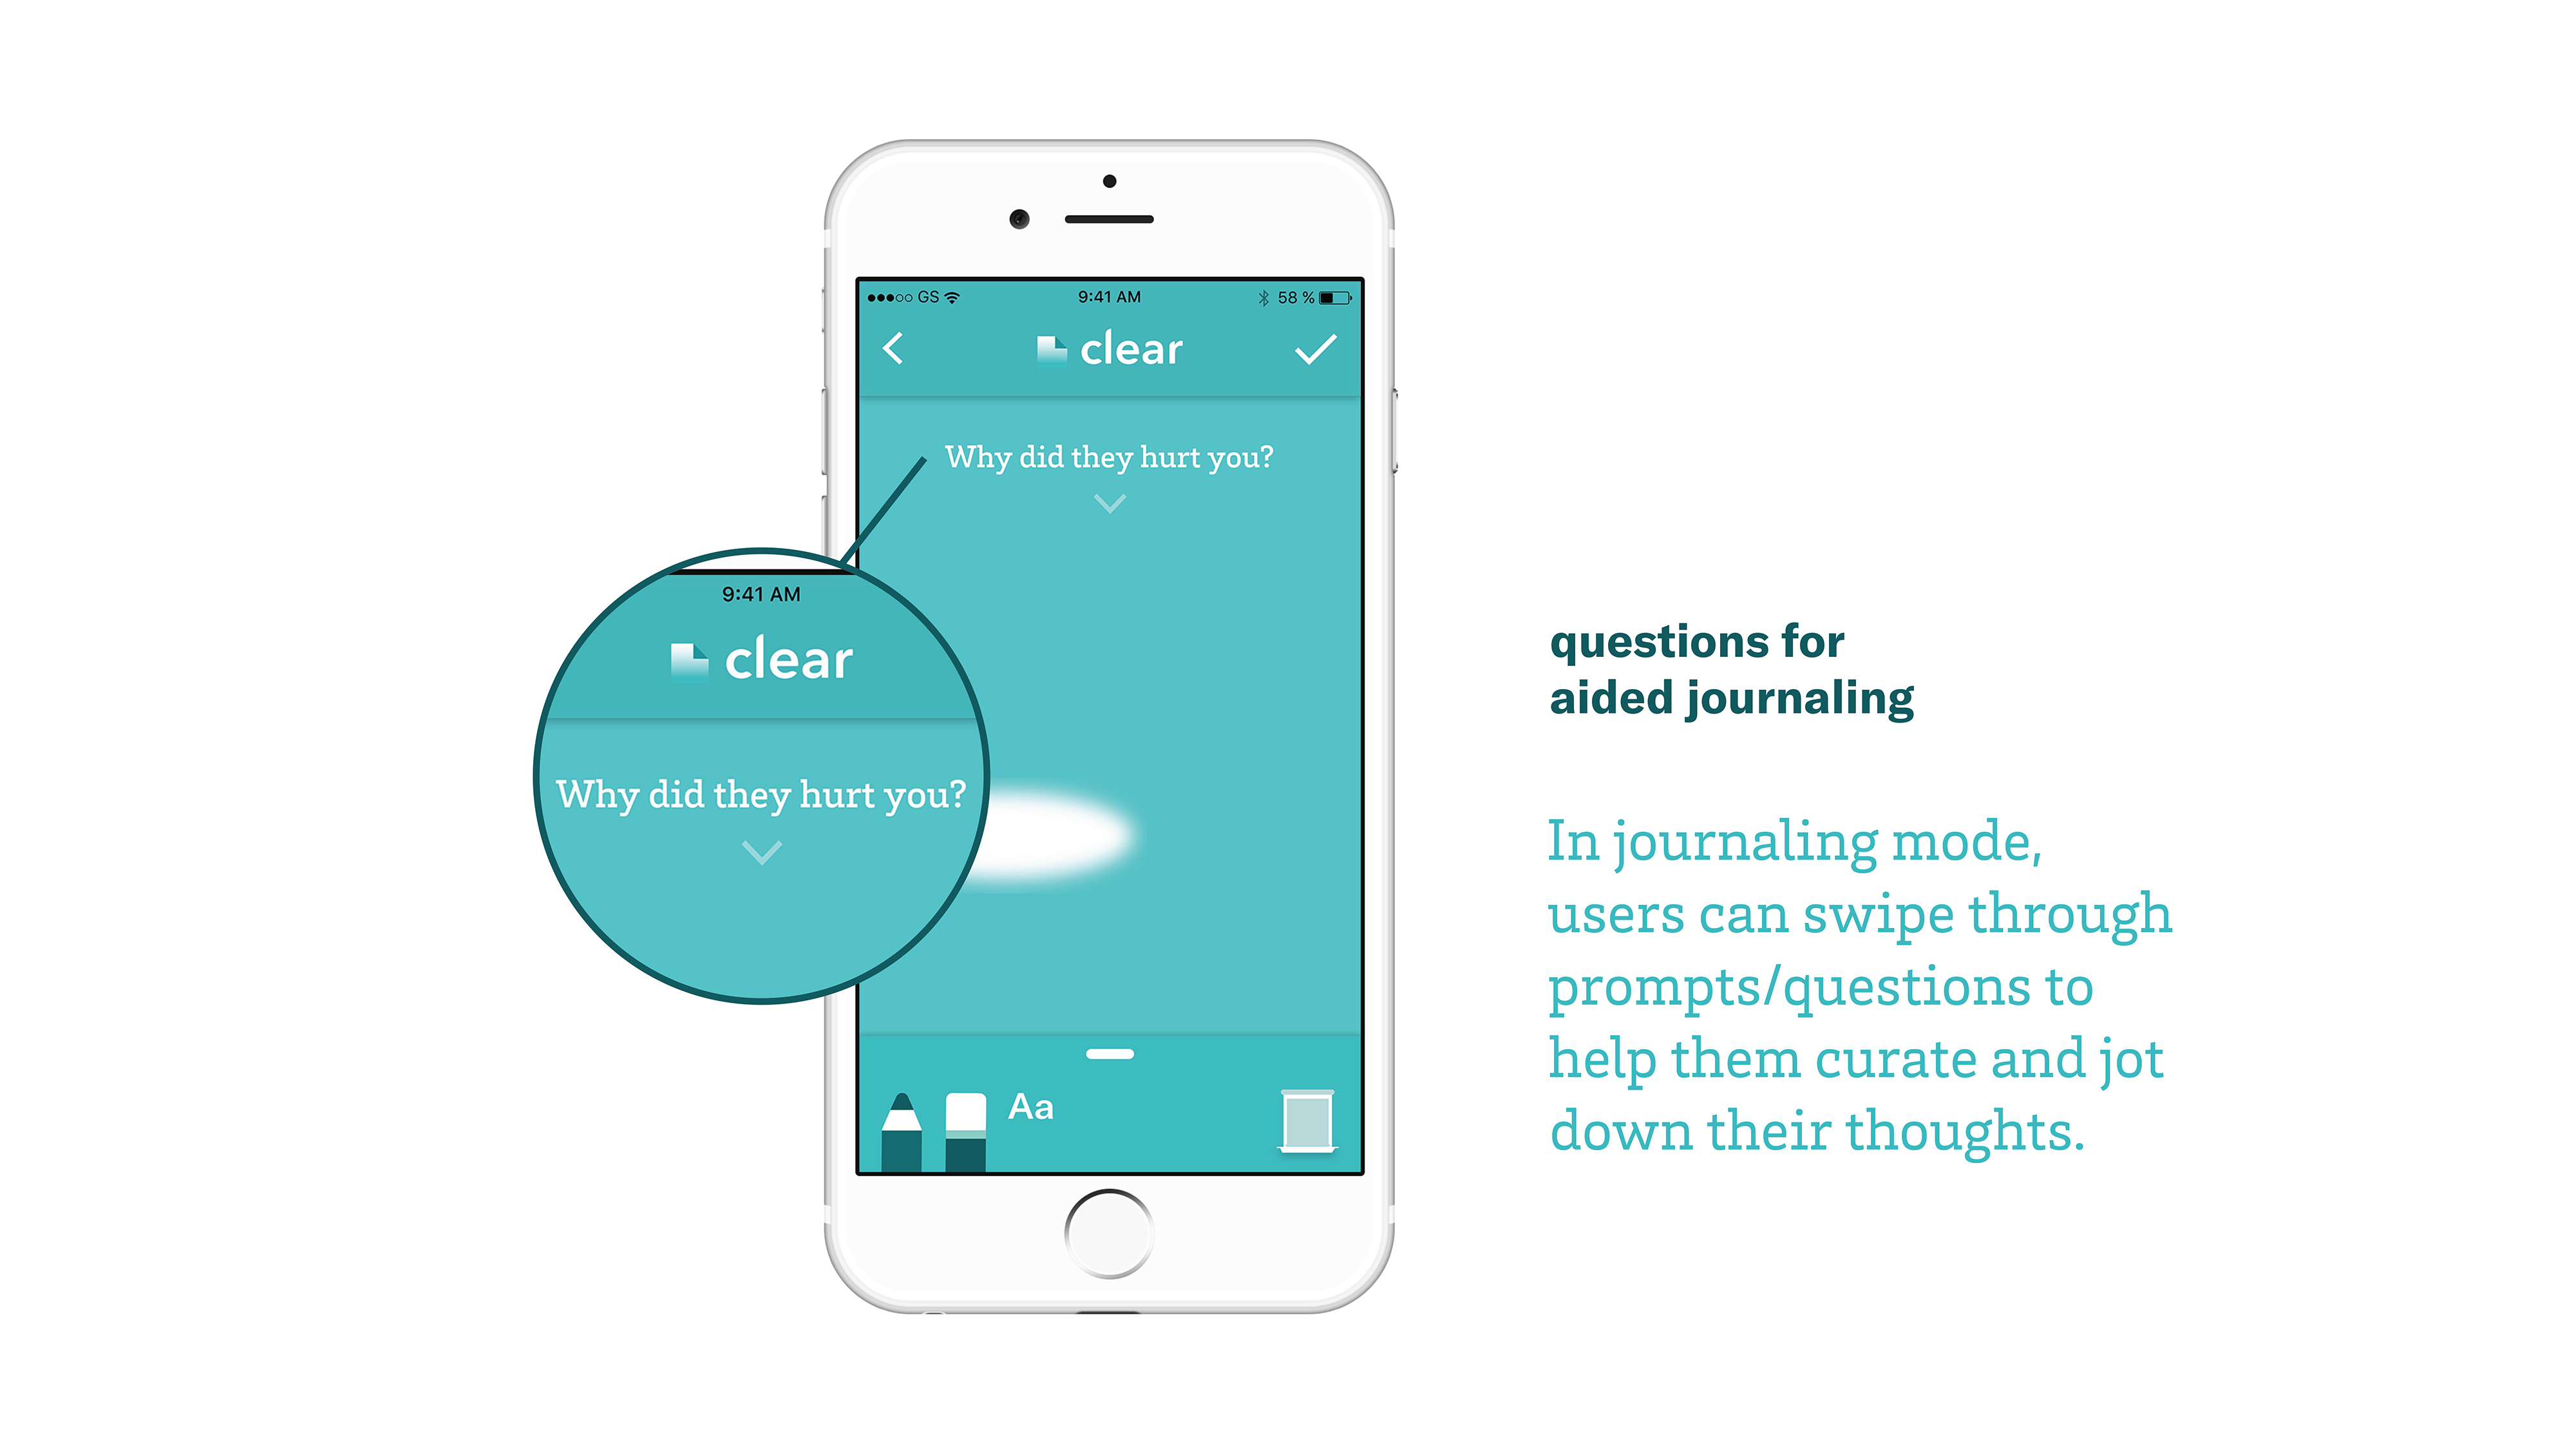 GS 9:41 AM 58 %
clear
Why did they hurt you?
9:41 AM
clear
Why did they hurt you?
Aa
questions for
aided journaling
In journaling mode,
users can swipe through
prompts/questions to
help them curate and jot
down their thoughts.